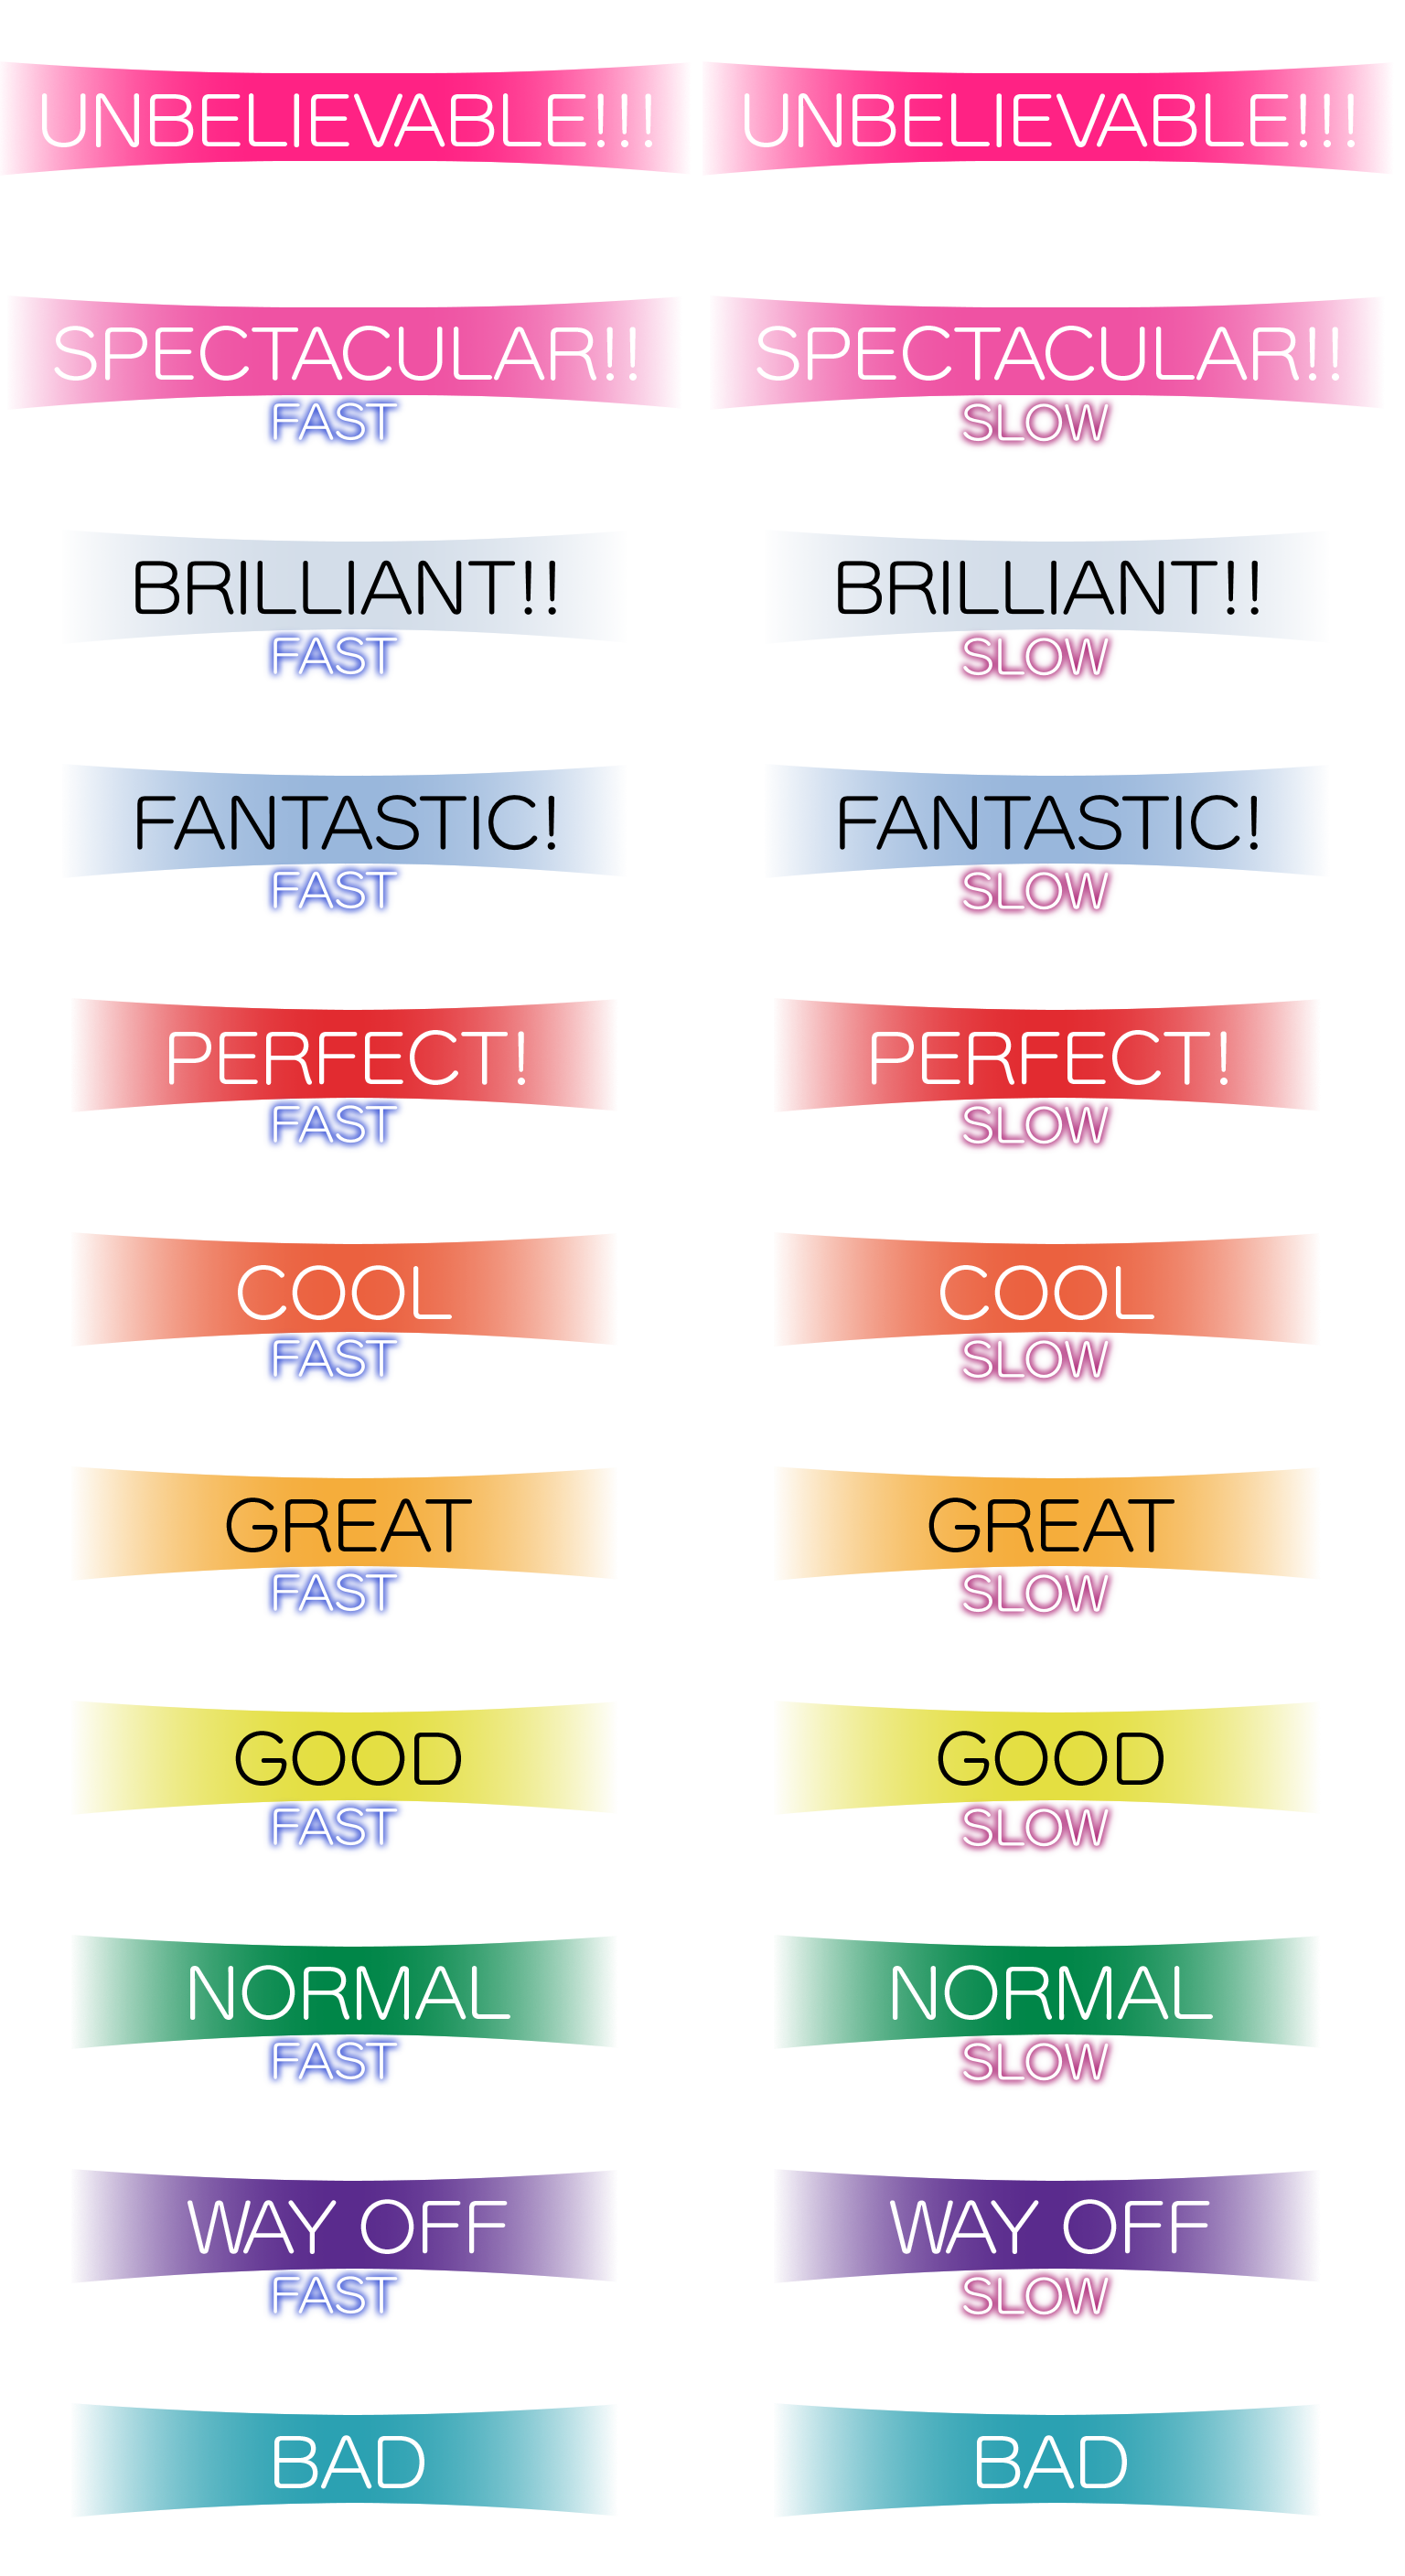 UNBELIEVABLE!!! UNBELIEVABLE!!!
SPECTACULAR!! SPECTACULAR!!
FAST SLOW
BRILLIANT!! BRILLIANT!!
FAST SLOW
FANTASTIC! FANTASTIC!
FAST SLOW
PERFECT! PERFECT!
FAST SLOW
COOL COOL
FAST SLOW
GREAT GREAT
FAST SLOW
GOOD GOOD
FAST SLOW
NORMAL NORMAL
FAST SLOW
WAY OFF WAY OFF
FAST SLOW
BAD BAD